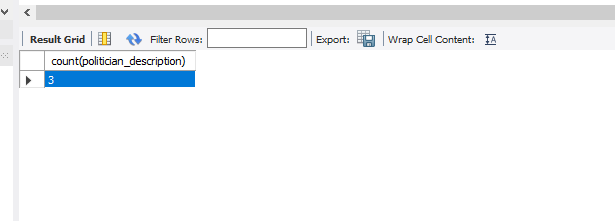 Result Grid Filter Rows: Export: Wrap Cell Content:
count(politician_description)
3